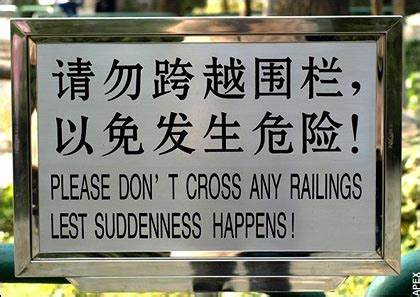 请勿跨越围栏，
以免发生危险！
PLEASE DON'T CROSS ANY RAILINGS
LEST SUDDENNESS HAPPENS!
APEX